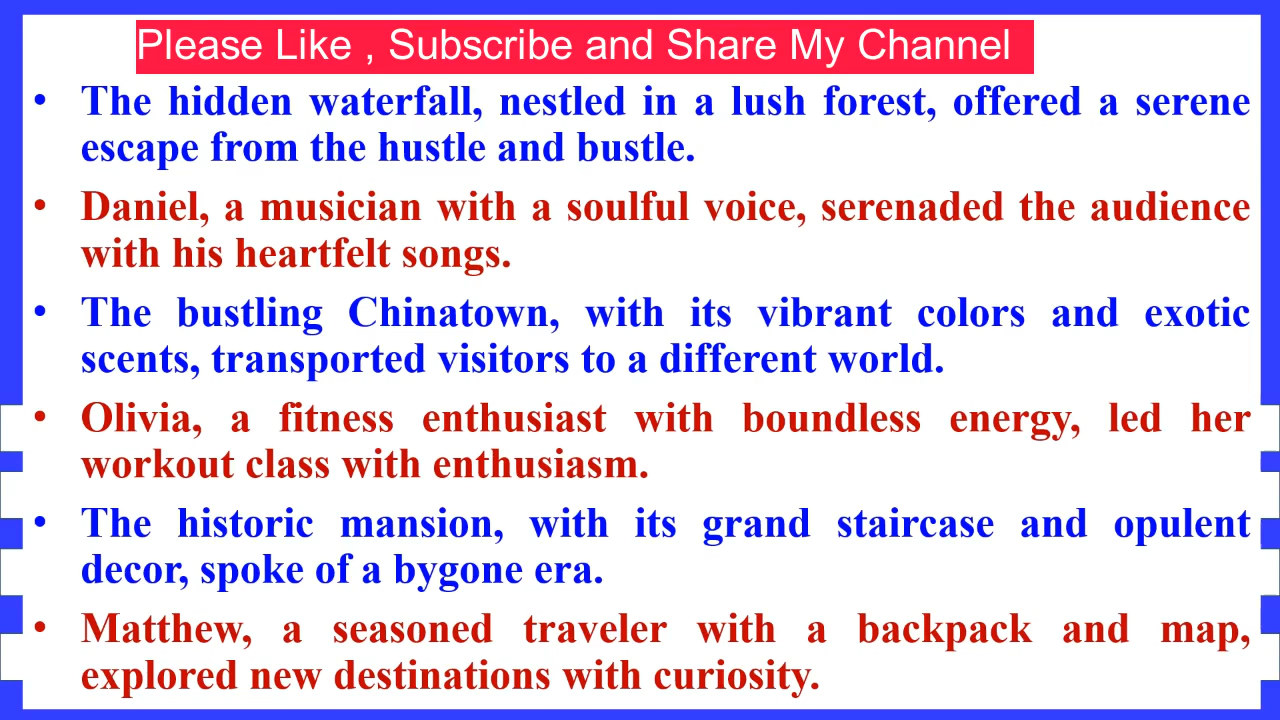 Please Like , Subscribe and Share My Channel
• The hidden waterfall, nestled in a lush forest, offered a serene
escape from the hustle and bustle.
• Daniel, a musician with a soulful voice, serenaded the audience
with his heartfelt songs.
• The bustling Chinatown, with its vibrant colors and exotic
scents, transported visitors to a different world.
• Olivia, a fitness enthusiast with boundless energy, led her
workout class with enthusiasm.
• The historic mansion, with its grand staircase and opulent
decor, spoke of a bygone era.
• Matthew, a seasoned traveler with a backpack and map,
explored new destinations with curiosity.